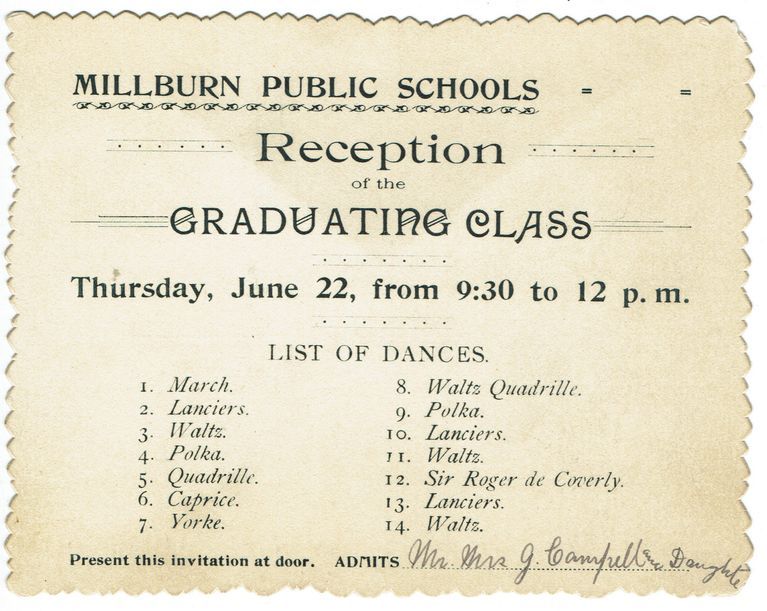 MILLBURN PUBLIC SCHOOLS = =
Reception
of the
GRADUATING CLASS
Thursday, June 22, from 9:30 to 12 p. m.
LIST OF DANCES.
1. March.
2. Lanciers.
3. Waltz.
4. Polka.
5. Quadrille.
6. Caprice.
7. Yorke.
8. Waltz Quadrille.
9. Polka.
10. Lanciers.
11. Waltz.
12. Sir Roger de Coverly.
13. Lanciers.
14. Waltz.
Present this invitation at door. ADMITS Mr. Mrs G. Campbell and Daughte